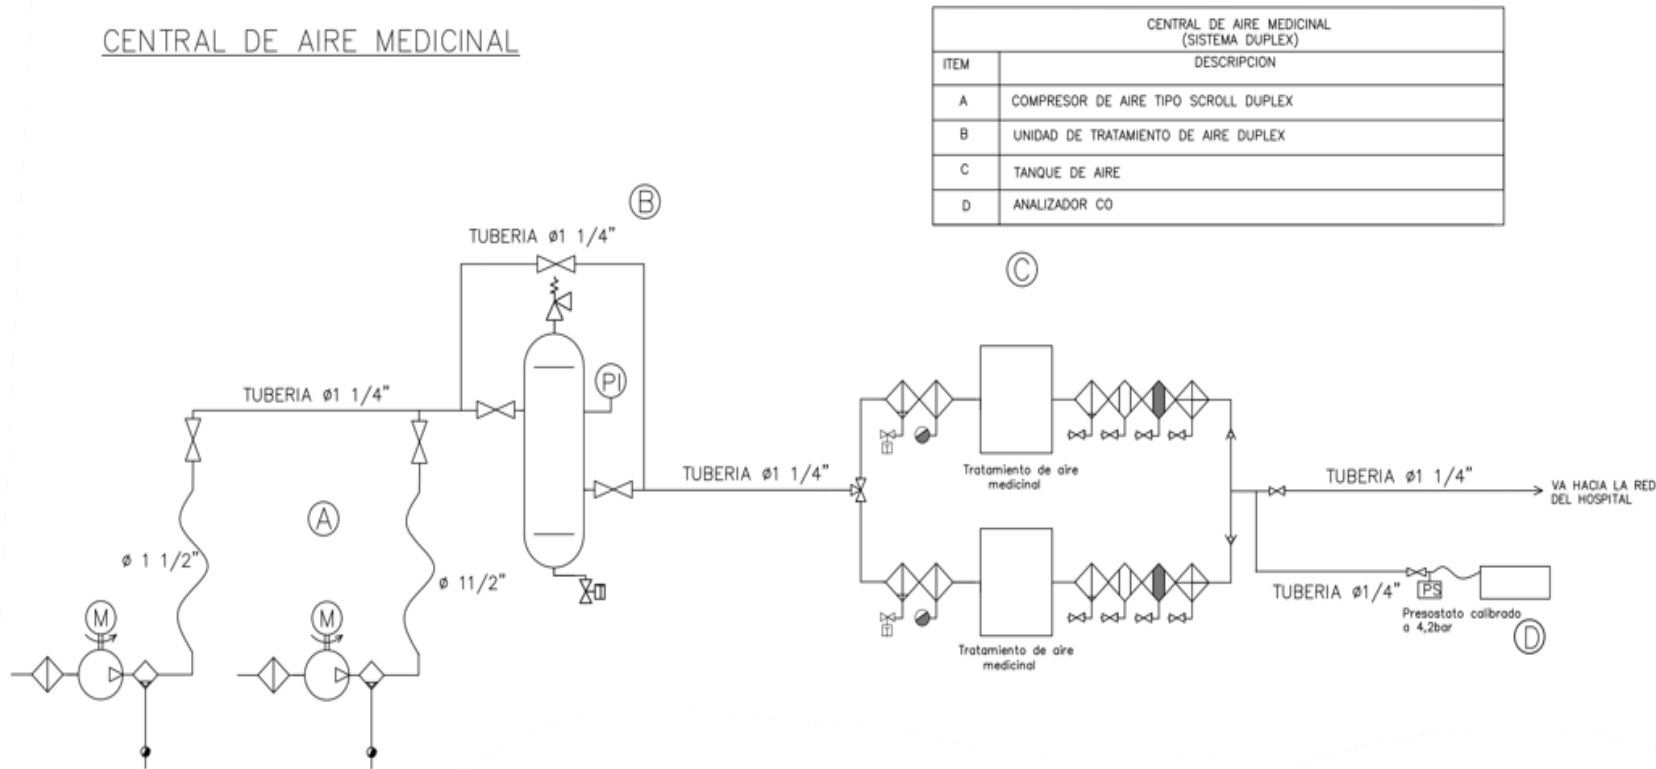 CENTRAL DE AIRE MEDICINAL
CENTRAL DE AIRE MEDICINAL
(SISTEMA DUPLEX)
ITEM DESCRIPCION
A COMPRESOR DE AIRE TIPO SCROLL DUPLEX
B UNIDAD DE TRATAMIENTO DE AIRE DUPLEX
C TANQUE DE AIRE
D ANALIZADOR CO
B
TUBERIA ø1 1/4"
C
PI
TUBERIA ø1 1/4"
TUBERIA ø1 1/4"
Tratamiento de aire
medicinal
T
TUBERIA ø1 1/4"
VA HACIA LA RED
DEL HOSPITAL
A
ø 1 1/2"
ø 11/2"
M
M
TUBERIA ø1/4"
PS
Presostato calibrado
a 4,2bar
D
T
Tratamiento de aire
medicinal